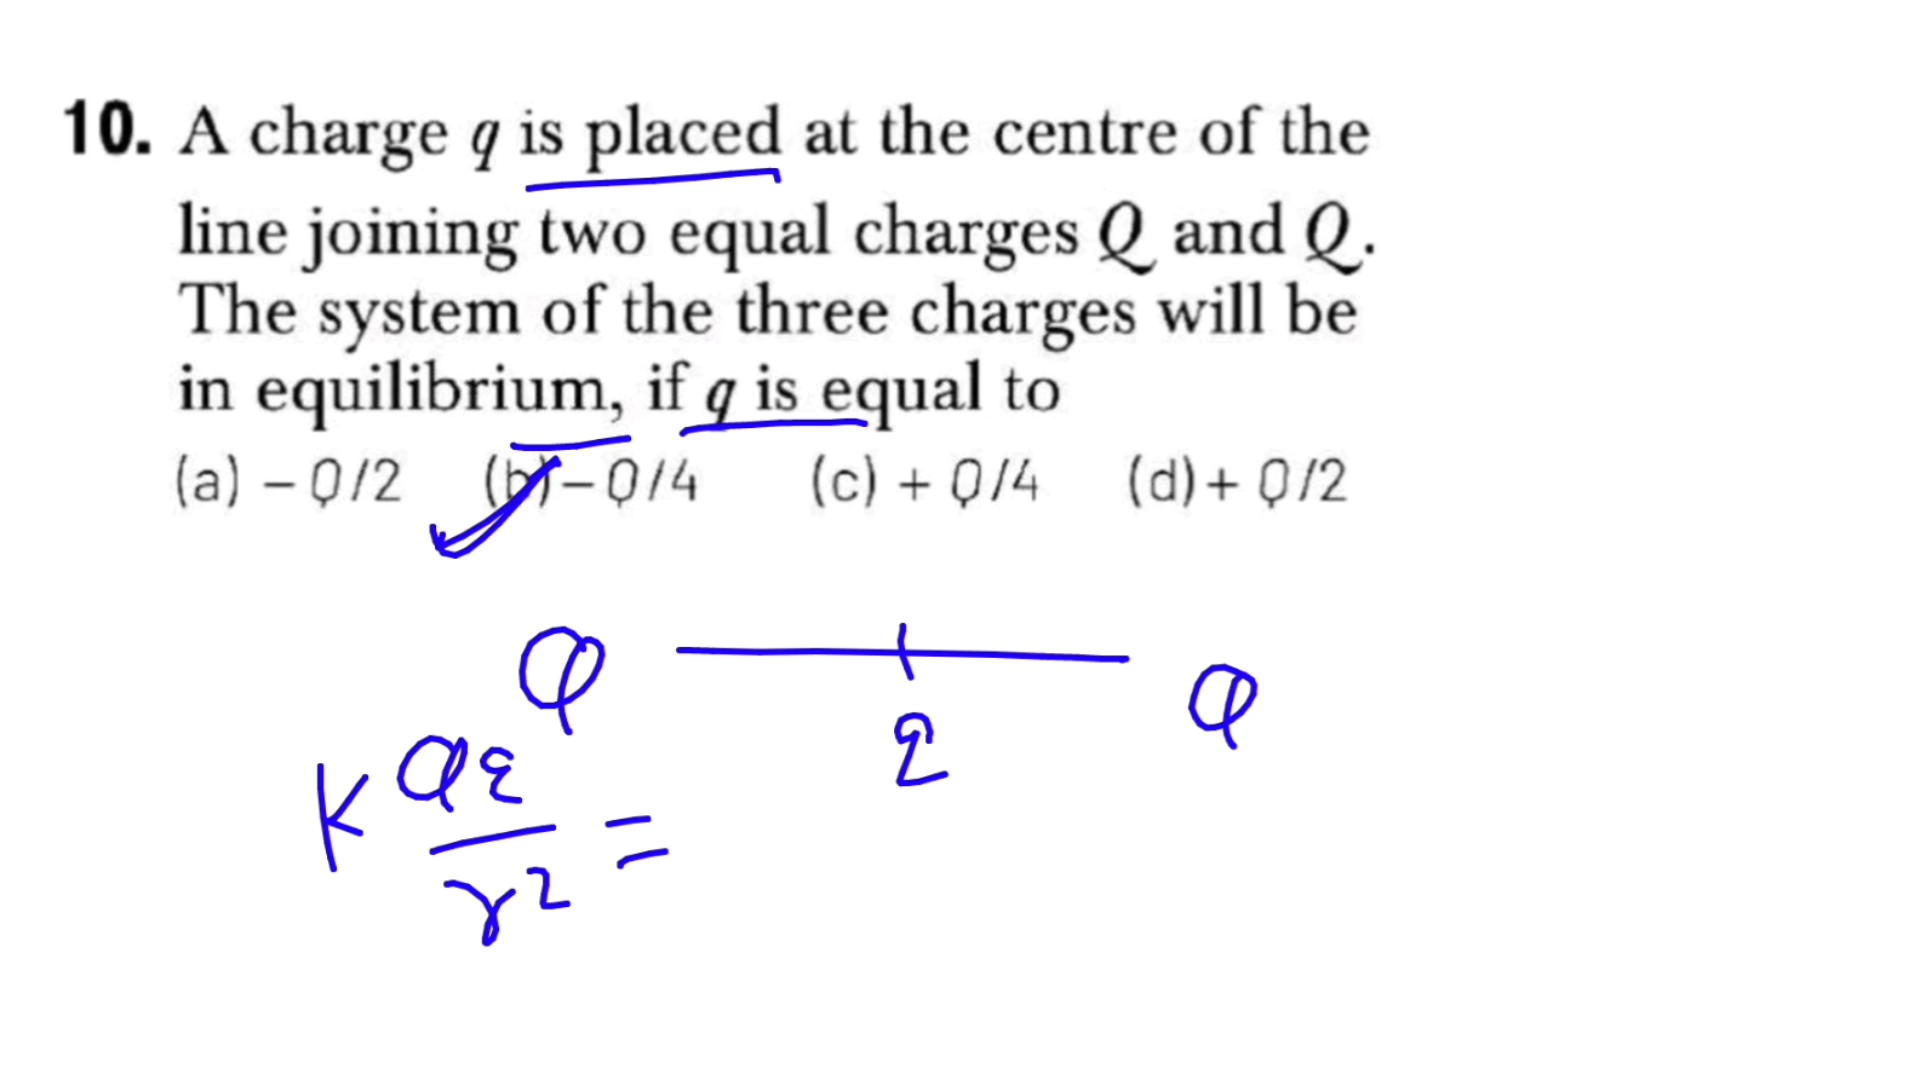 10. A charge q is placed at the centre of the
line joining two equal charges Q and Q.
The system of the three charges will be
in equilibrium, if q is equal to
(a) – Q/2 (b) – Q/4 (c) + Q/4 (d) + Q/2
Q q Q
K Qq
r² =